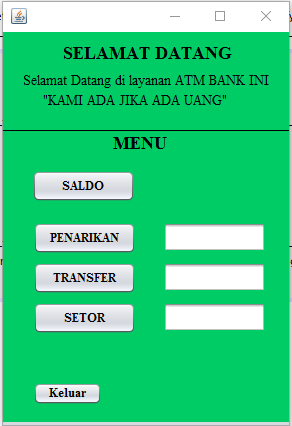 SELAMAT DATANG
Selamat Datang di layanan ATM BANK INI
"KAMI ADA JIKA ADA UANG"
MENU
SALDO
PENARIKAN
TRANSFER
SETOR
Keluar